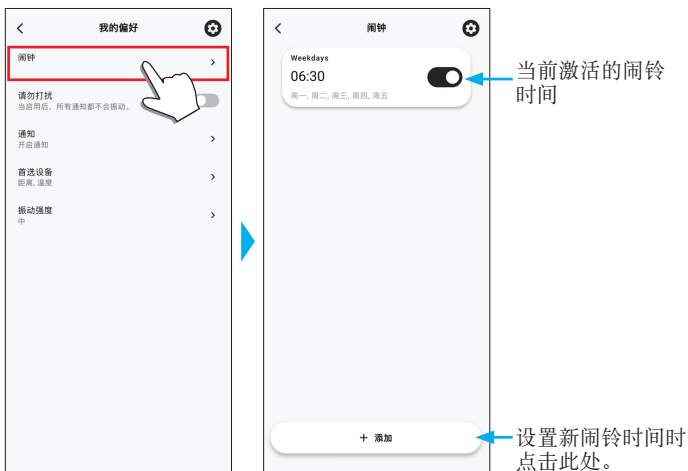 我的偏好
闹钟
请勿打扰
当启用后，所有通知都不会振动。
通知
开启通知
首选设备
距离, 温度
振动强度
中
闹钟
Weekdays
06:30
周一, 周二, 周三, 周四, 周五
当前激活的闹铃
时间
+ 添加
设置新闹铃时间时
点击此处。